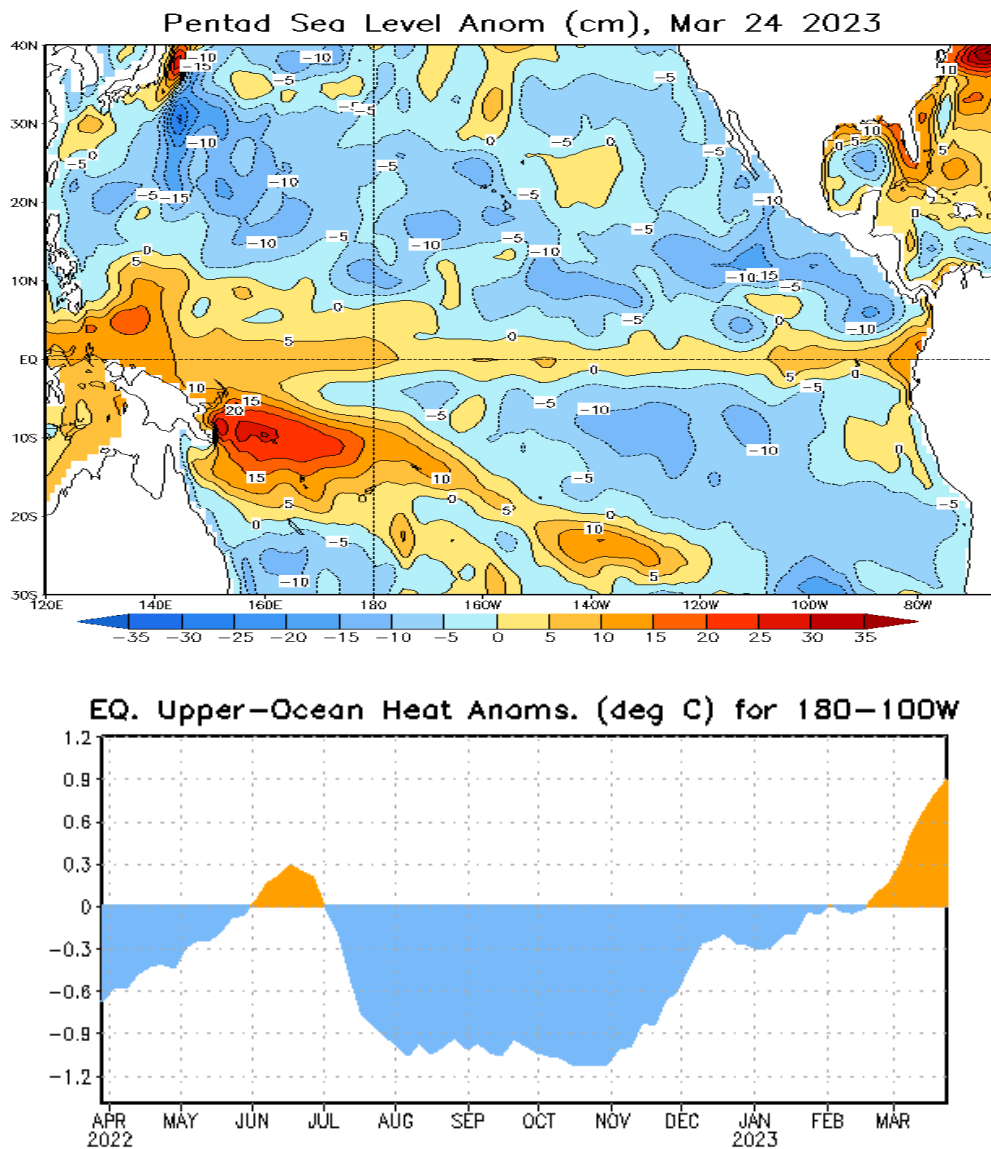 Pentad Sea Level Anom (cm), Mar 24 2023
40N
30N
20N
10N
EQ
10S
20S
30S
120E 140E 160E 180 160W 140W 120W 100W 80W
−35 −30 −25 −20 −15 −10 −5 0 5 10 15 20 25 30 35
EQ. Upper−Ocean Heat Anoms. (deg C) for 180−100W
1.2
0.9
0.6
0.3
0
−0.3
−0.6
−0.9
−1.2
APR MAY JUN JUL AUG SEP OCT NOV DEC JAN FEB MAR
2022 2023